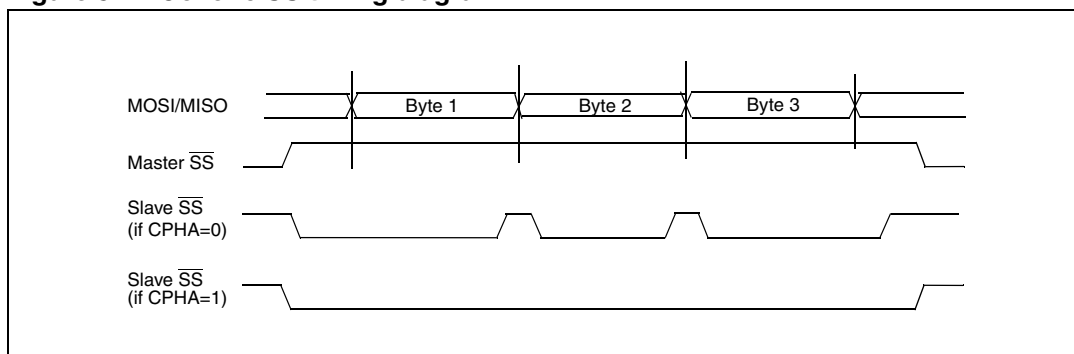 MOSI/MISO
Byte 1
Byte 2
Byte 3
Master SS
Slave SS
(if CPHA=0)
Slave SS
(if CPHA=1)